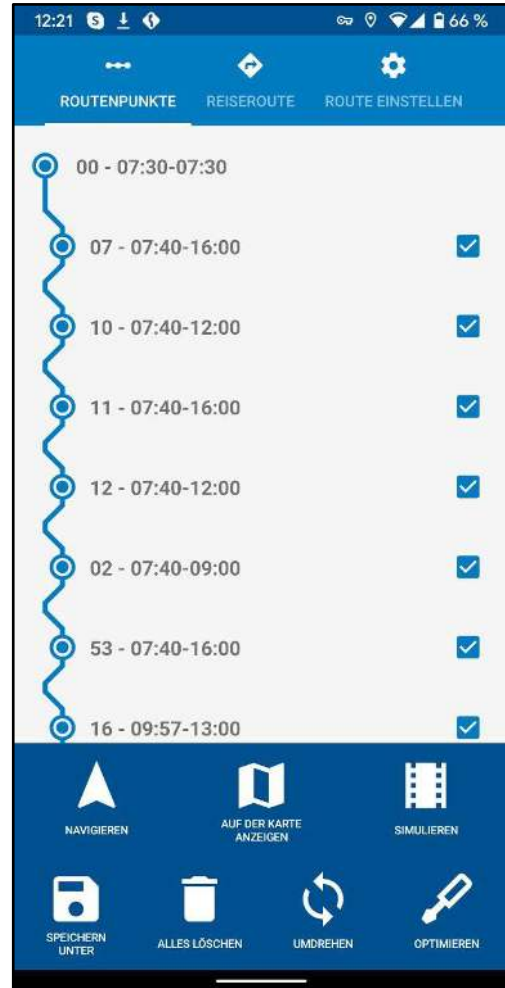 12:21 66 %
ROUTENPUNKTE REISEROUTE ROUTE EINSTELLEN
00 - 07:30-07:30
07 - 07:40-16:00
10 - 07:40-12:00
11 - 07:40-16:00
12 - 07:40-12:00
02 - 07:40-09:00
53 - 07:40-16:00
16 - 09:57-13:00
NAVIGIEREN
AUF DER KARTE
ANZEIGEN
SIMULIEREN
SPEICHERN
UNTER
ALLES LÖSCHEN
UMDREHEN
OPTIMIEREN